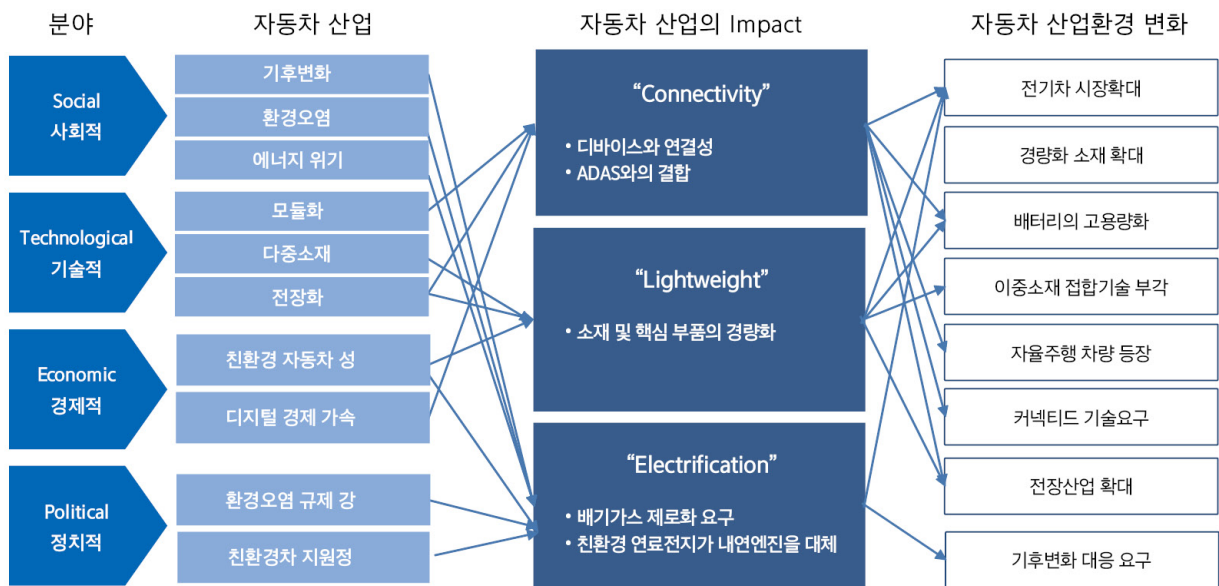 분야
자동차 산업
자동차 산업의 Impact
자동차 산업환경 변화
Social
사회적
기후변화
환경오염
에너지 위기
Technological
기술적
모듈화
다중소재
전장화
Economic
경제적
친환경 자동차 성
디지털 경제 가속
Political
정치적
환경오염 규제 강
친환경차 지원정
“Connectivity”
• 디바이스와 연결성
• ADAS와의 결합
“Lightweight”
• 소재 및 핵심 부품의 경량화
“Electrification”
• 배기가스 제로화 요구
• 친환경 연료전지가 내연엔진을 대체
전기차 시장확대
경량화 소재 확대
배터리의 고용량화
이중소재 접합기술 부각
자율주행 차량 등장
커넥티드 기술요구
전장산업 확대
기후변화 대응 요구